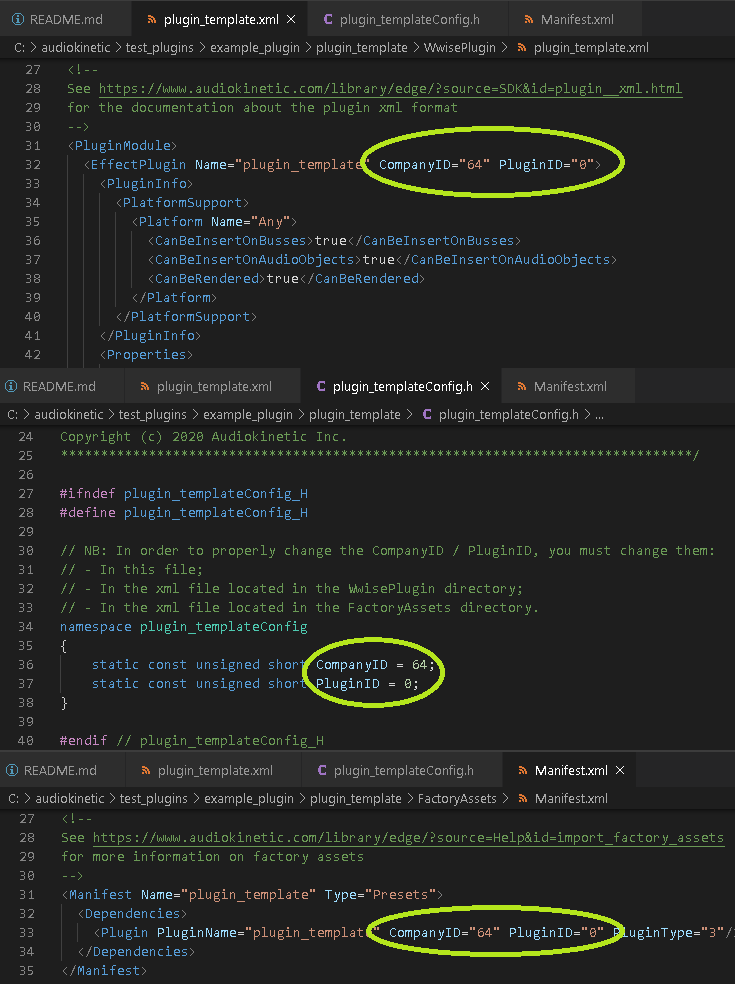 README.md plugin_template.xml × C plugin_templateConfig.h Manifest.xml
C: > audiokinetic > test_plugins > example_plugin > plugin_template > WwisePlugin > plugin_template.xml
27 <!--
28 See https://www.audiokinetic.com/library/edge/?source=SDK&id=plugin__xml.html
29 for the documentation about the plugin xml format
30 -->
31 <PluginModule>
32 <EffectPlugin Name="plugin_template" CompanyID="64" PluginID="0">
33 <PluginInfo>
34 <PlatformSupport>
35 <Platform Name="Any">
36 <CanBeInsertOnBusses>true</CanBeInsertOnBusses>
37 <CanBeInsertOnAudioObjects>true</CanBeInsertOnAudioObjects>
38 <CanBeRendered>true</CanBeRendered>
39 </Platform>
40 </PlatformSupport>
41 </PluginInfo>
42 <Properties>
README.md plugin_template.xml C plugin_templateConfig.h × Manifest.xml
C: > audiokinetic > test_plugins > example_plugin > plugin_template > C plugin_templateConfig.h > ...
24 Copyright (c) 2020 Audiokinetic Inc.
25 *******************************************************************************/
26
27 #ifndef plugin_templateConfig_H
28 #define plugin_templateConfig_H
29
30 // NB: In order to properly change the CompanyID / PluginID, you must change them:
31 // - In this file;
32 // - In the xml file located in the WwisePlugin directory;
33 // - In the xml file located in the FactoryAssets directory.
34 namespace plugin_templateConfig
35 {
36 static const unsigned short CompanyID = 64;
37 static const unsigned short PluginID = 0;
38 }
39
40 #endif // plugin_templateConfig_H
README.md plugin_template.xml C plugin_templateConfig.h Manifest.xml ×
C: > audiokinetic > test_plugins > example_plugin > plugin_template > FactoryAssets > Manifest.xml
27 <!--
28 See https://www.audiokinetic.com/library/edge/?source=Help&id=import_factory_assets
29 for more information on factory assets
30 -->
31 <Manifest Name="plugin_template" Type="Presets">
32 <Dependencies>
33 <Plugin PluginName="plugin_template" CompanyID="64" PluginID="0" PluginType="3"/
34 </Dependencies>
35 </Manifest>